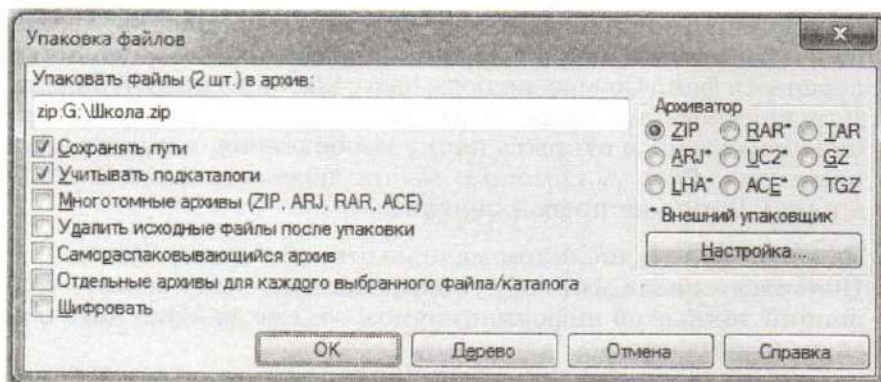 Упаковка файлов
Упаковать файлы (2 шт.) в архив:
zip:G:\Школа.zip
Сохранять пути
Учитывать подкаталоги
Многотомные архивы (ZIP, ARJ, RAR, ACE)
Удалить исходные файлы после упаковки
Самораспаковывающийся архив
Отдельные архивы для каждого выбранного файла/каталога
Шифровать
Архиватор
ZIP RAR* TAR
ARJ* UC2* GZ
LHA* ACE* TGZ
* Внешний упаковщик
Настройка...
OK Дерево Отмена Справка